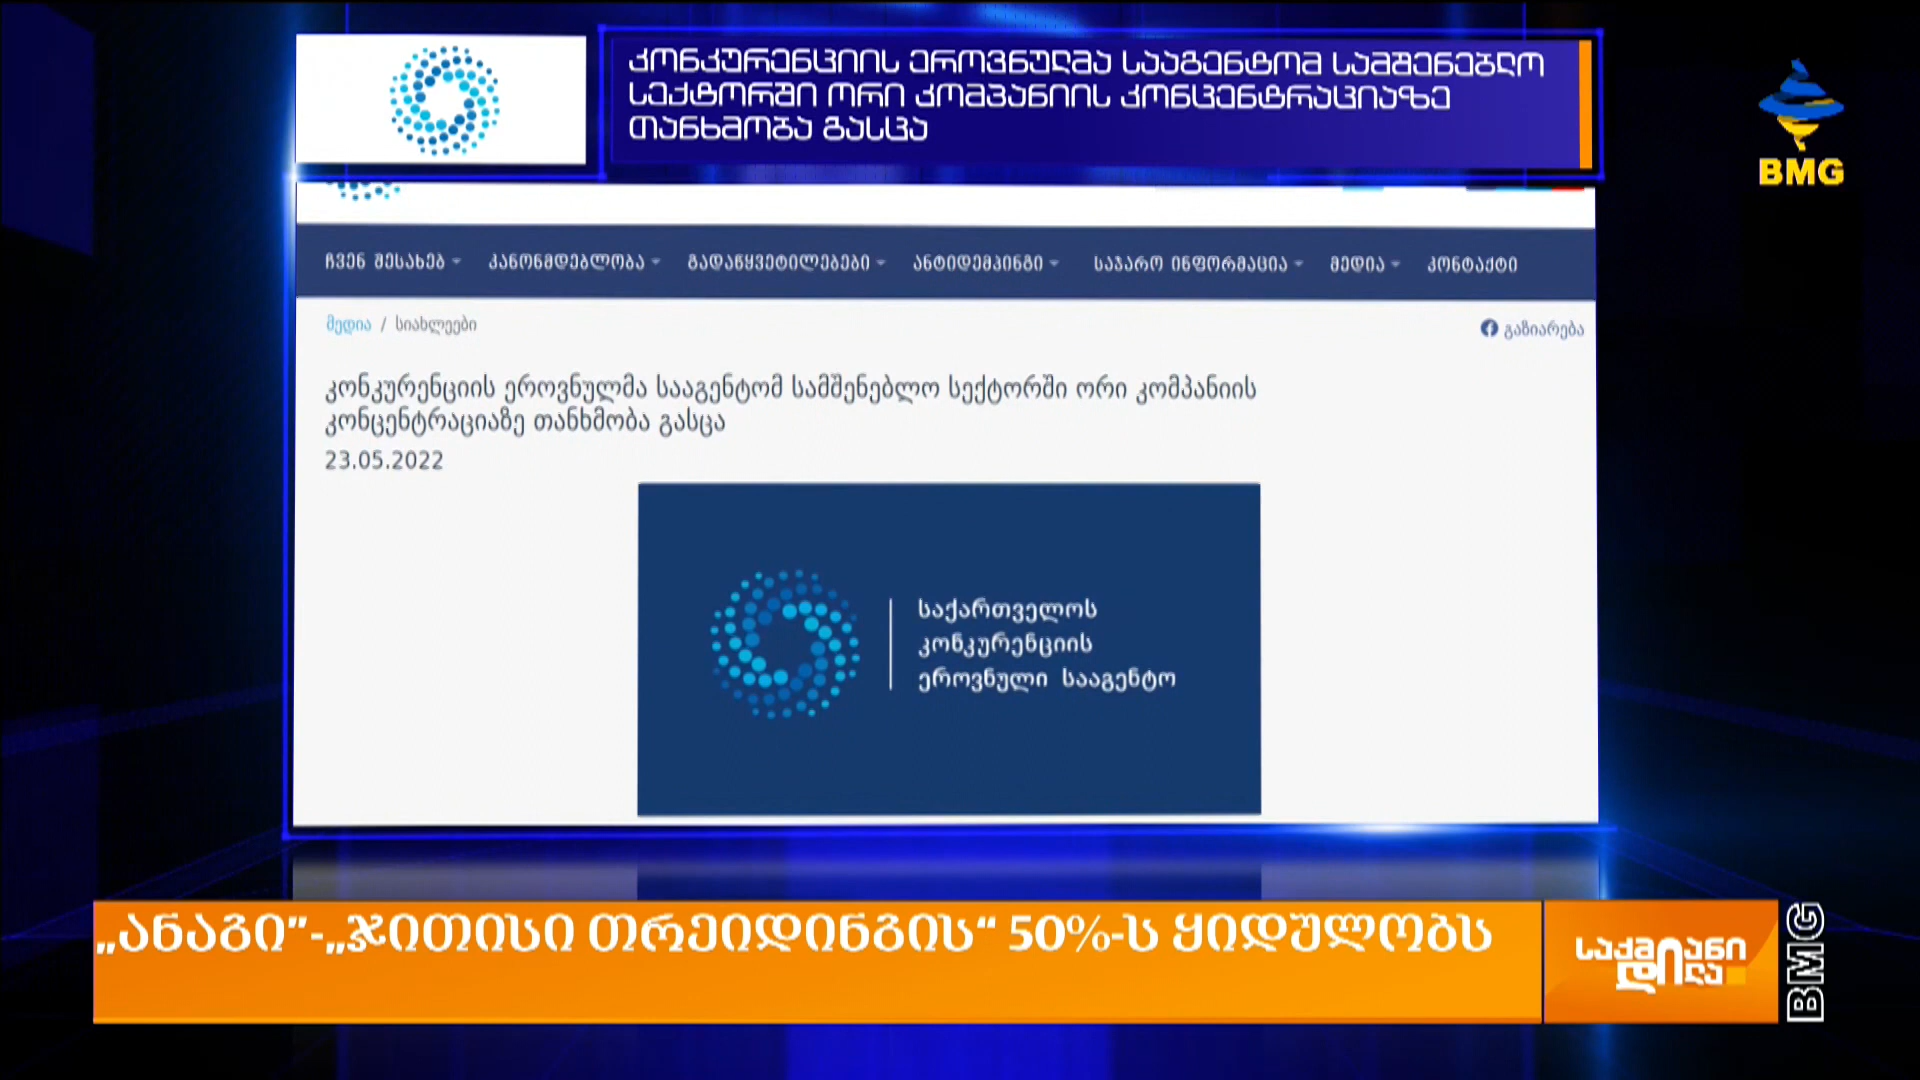 კონკურენციის ეროვნულმა სააგენტომ სამშენებლო
სექტორში ორი კომპანიის კონცენტრაციაზე
თანხმობა გასცა
BMG
ჩვენ შესახებ კანონმდებლობა გადაწყვეტილებები ანტიდემპინგი საჯარო ინფორმაცია მედია კონტაქტი
მედია / სიახლეები
გაზიარება
კონკურენციის ეროვნულმა სააგენტომ სამშენებლო სექტორში ორი კომპანიის
კონცენტრაციაზე თანხმობა გასცა
23.05.2022
საქართველოს
კონკურენციის
ეროვნული სააგენტო
„ანაგი”-„ჯითისი თრეიდინგის“ 50%-ს ყიდულობს
საქმიანი
დილა
BMG